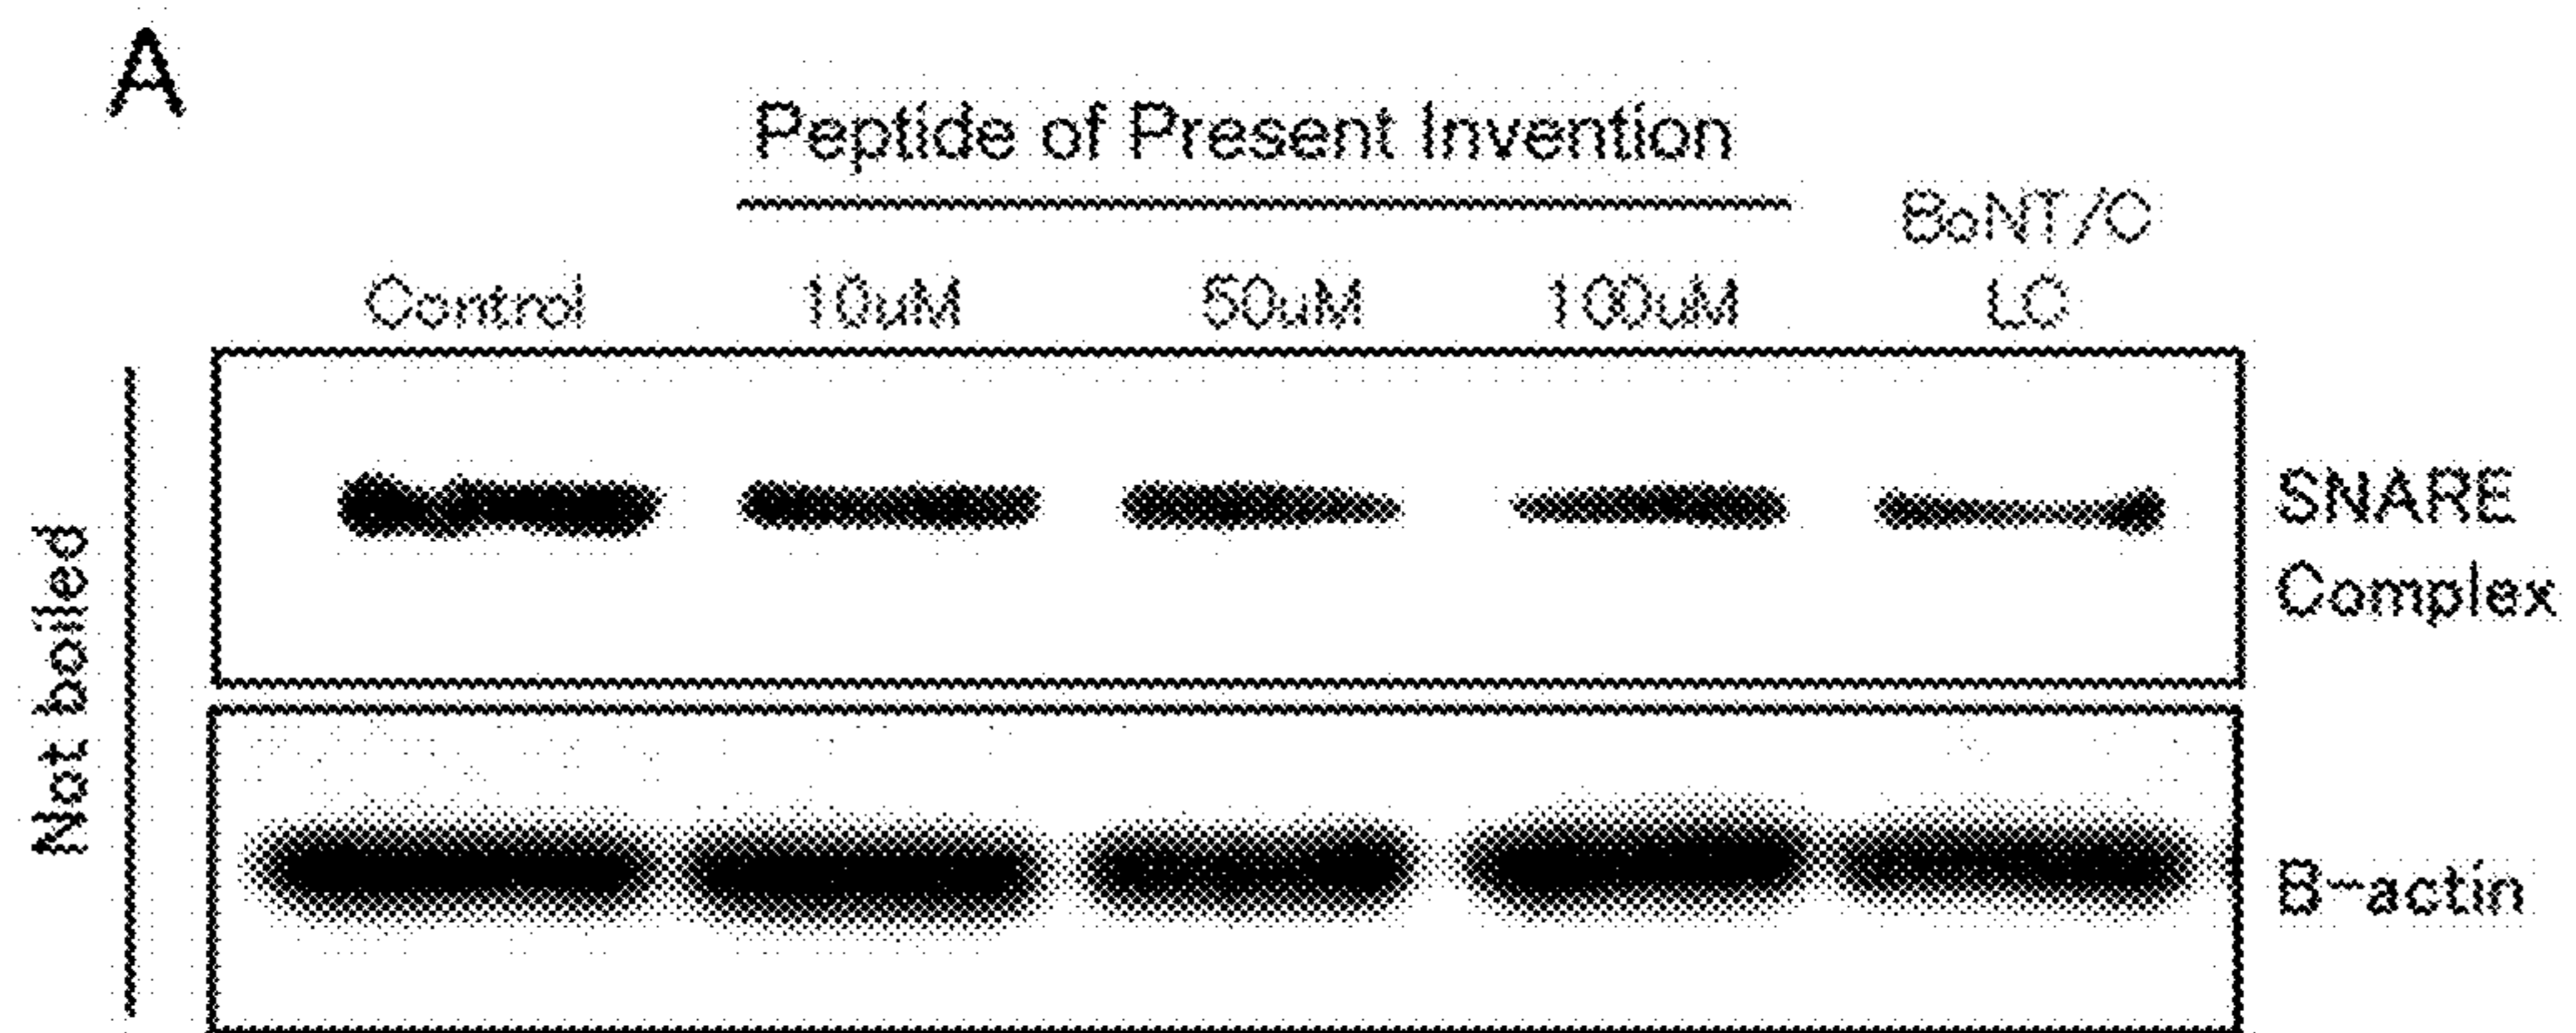 A
Peptide of Present Invention
BoNT/C
Control 10uM 50uM 100uM LC
SNARE
Complex
Not boiled
B-actin